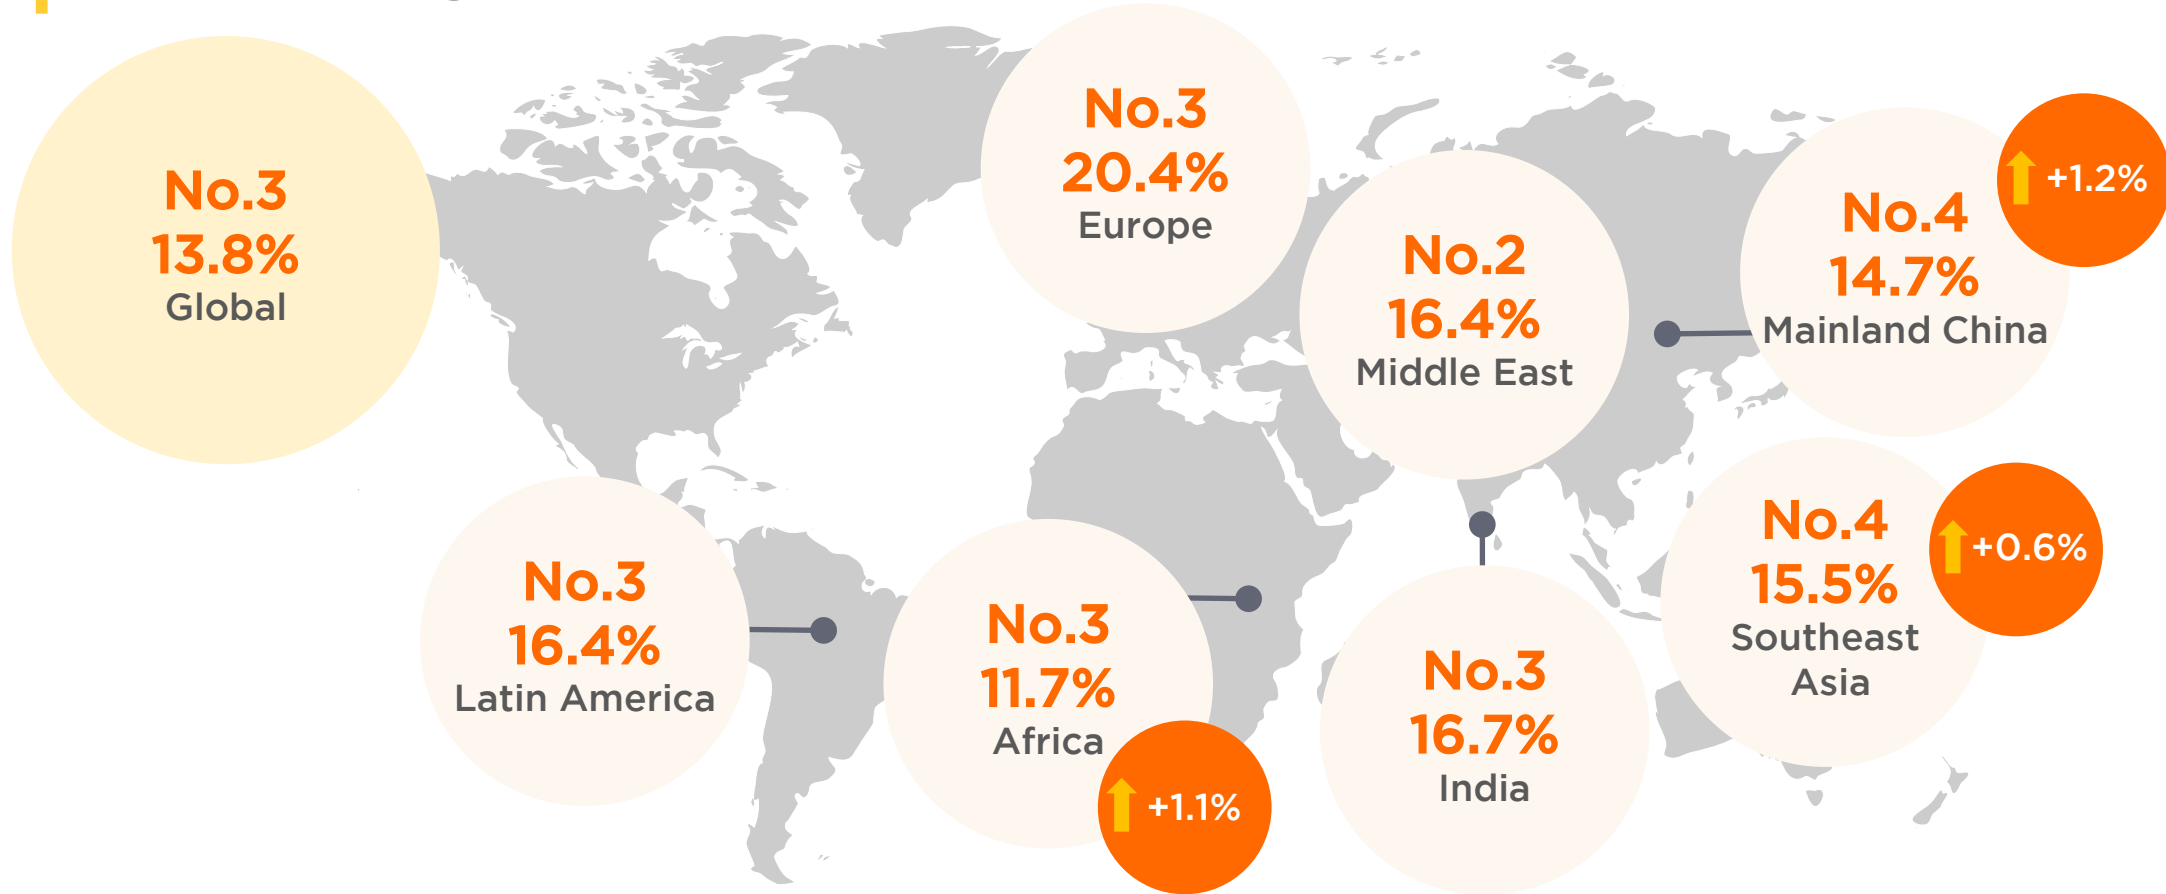 No.3
13.8%
Global
No.3
20.4%
Europe
No.2
16.4%
Middle East
No.4
14.7%
Mainland China
+1.2%
No.3
16.4%
Latin America
No.3
11.7%
Africa
+1.1%
No.3
16.7%
India
No.4
15.5%
Southeast
Asia
+0.6%